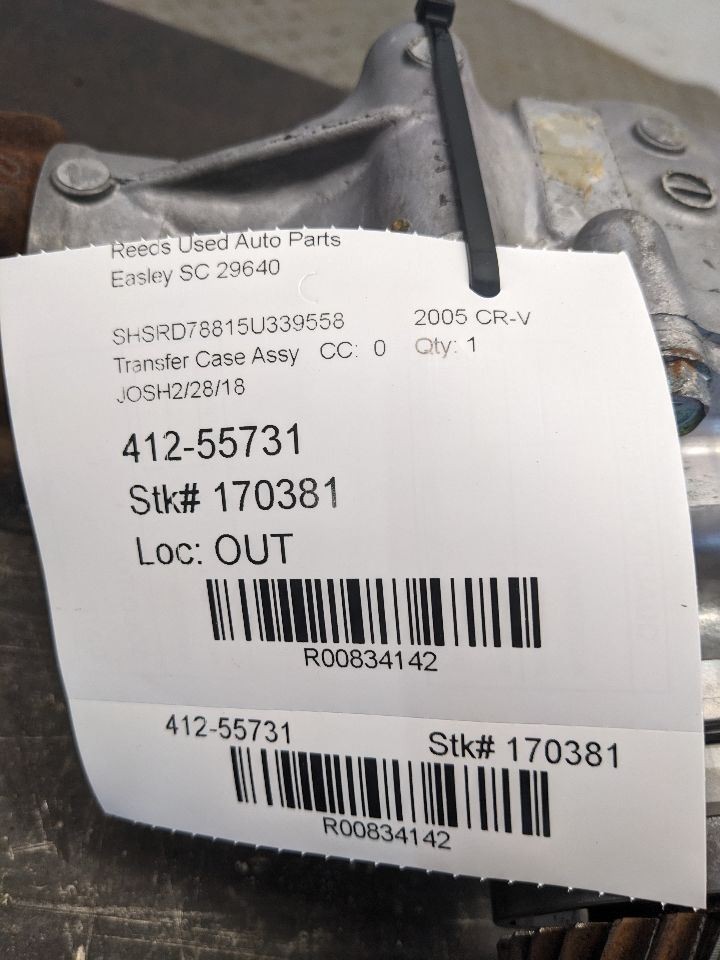 Reeds Used Auto Parts
Easley SC 29640
SHSRD78815U339558 2005 CR-V
Transfer Case Assy CC: 0 Qty: 1
JOSH2/28/18
412-55731
Stk# 170381
Loc: OUT
R00834142
412-55731 Stk# 170381
R00834142